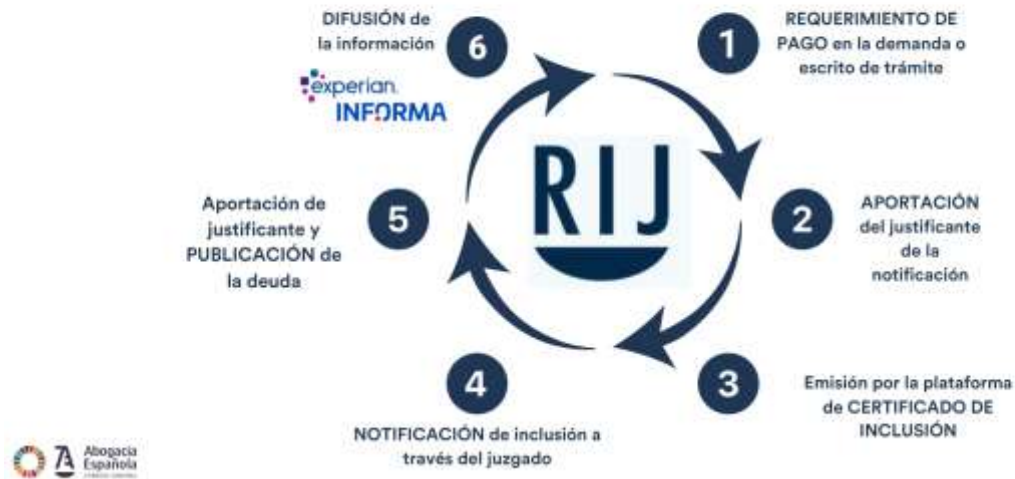 1
REQUERIMIENTO DE
PAGO en la demanda o
escrito de trámite
2
APORTACIÓN
del justificante
de la
notificación
3
Emisión por la plataforma
de CERTIFICADO DE
INCLUSIÓN
4
NOTIFICACIÓN de inclusión a
través del juzgado
5
Aportación de
justificante y
PUBLICACIÓN de
la deuda
6
DIFUSIÓN de
la información
experian.
INFORMA
RIJ
Abogacía
Española